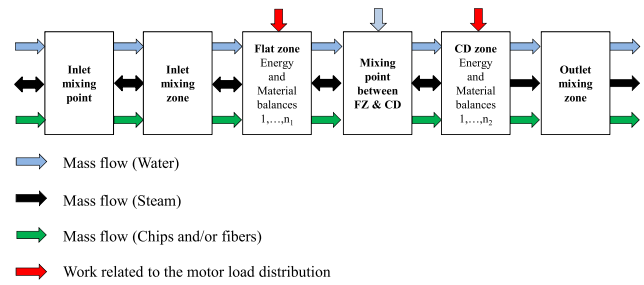 Inlet
mixing
point
Inlet
mixing
zone
Flat zone
Energy
and
Material
balances
1,…,n₁
Mixing
point
between
FZ & CD
CD zone
Energy
and
Material
balances
1,…,n₂
Outlet
mixing
zone
Mass flow (Water)
Mass flow (Steam)
Mass flow (Chips and/or fibers)
Work related to the motor load distribution